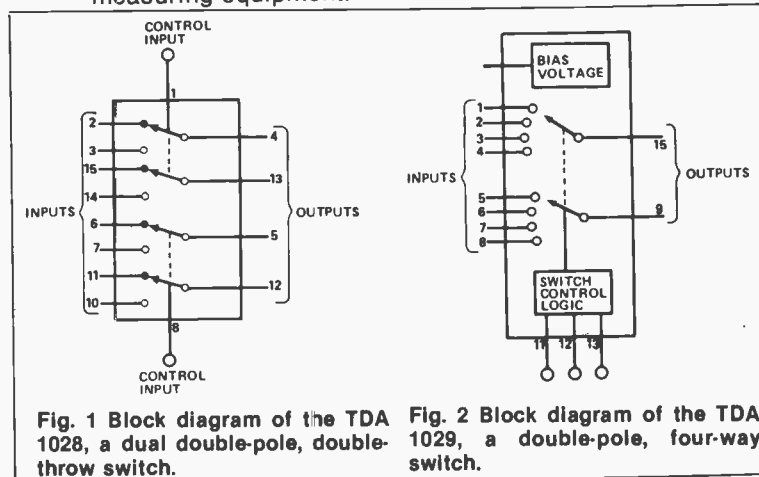 measuring equipment.
CONTROL
INPUT
1
2
3
15
14
6
7
11
10
INPUTS
4
13
5
12
OUTPUTS
8
CONTROL
INPUT
Fig. 1 Block diagram of the TDA
1028, a dual double-pole, double-
throw switch.
BIAS
VOLTAGE
1
2
3
4
INPUTS
5
6
7
8
15
9
OUTPUTS
SWITCH
CONTROL
LOGIC
11 12 13
Fig. 2 Block diagram of the TDA
1029, a double-pole, four-way
switch.